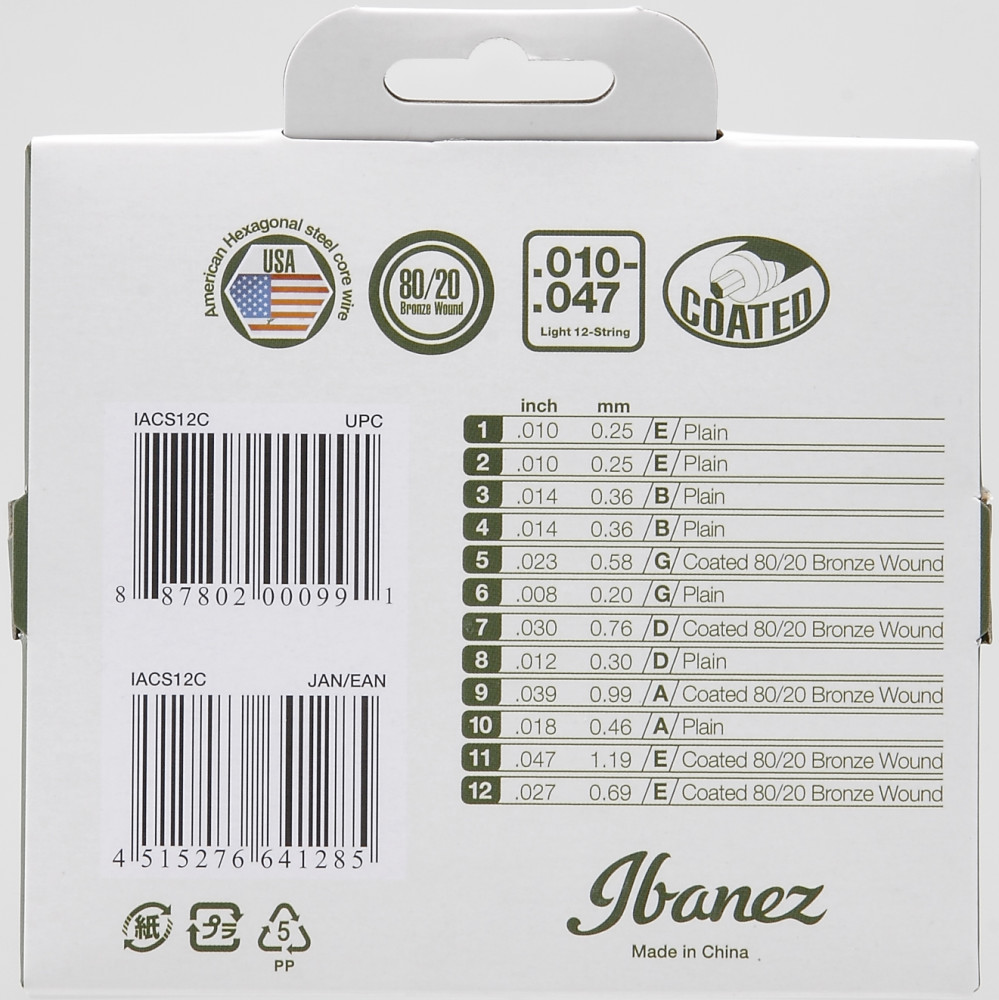 American Hexagonal steel core wire
USA
80/20
Bronze Wound
.010-
.047
Light 12-String
COATED
IACS12C UPC
8 87802 00099 1
IACS12C JAN/EAN
4 515276 641285
inch mm
1 .010 0.25 /E/ Plain
2 .010 0.25 /E/ Plain
3 .014 0.36 /B/ Plain
4 .014 0.36 /B/ Plain
5 .023 0.58 /G/ Coated 80/20 Bronze Wound
6 .008 0.20 /G/ Plain
7 .030 0.76 /D/ Coated 80/20 Bronze Wound
8 .012 0.30 /D/ Plain
9 .039 0.99 /A/ Coated 80/20 Bronze Wound
10 .018 0.46 /A/ Plain
11 .047 1.19 /E/ Coated 80/20 Bronze Wound
12 .027 0.69 /E/ Coated 80/20 Bronze Wound
紙
プラ
5
PP
Ibanez
Made in China